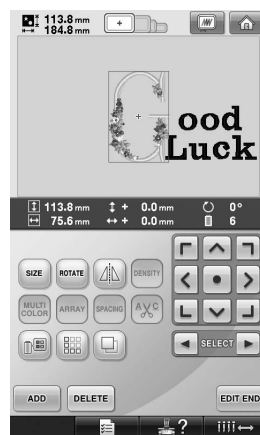 113.8 mm
184.8 mm
G
ood
Luck
113.8 mm + 0.0 mm 0°
75.6 mm + 0.0 mm 6
SIZE ROTATE DENSITY
MULTI COLOR ARRAY SPACING
SELECT
ADD DELETE EDIT END
?